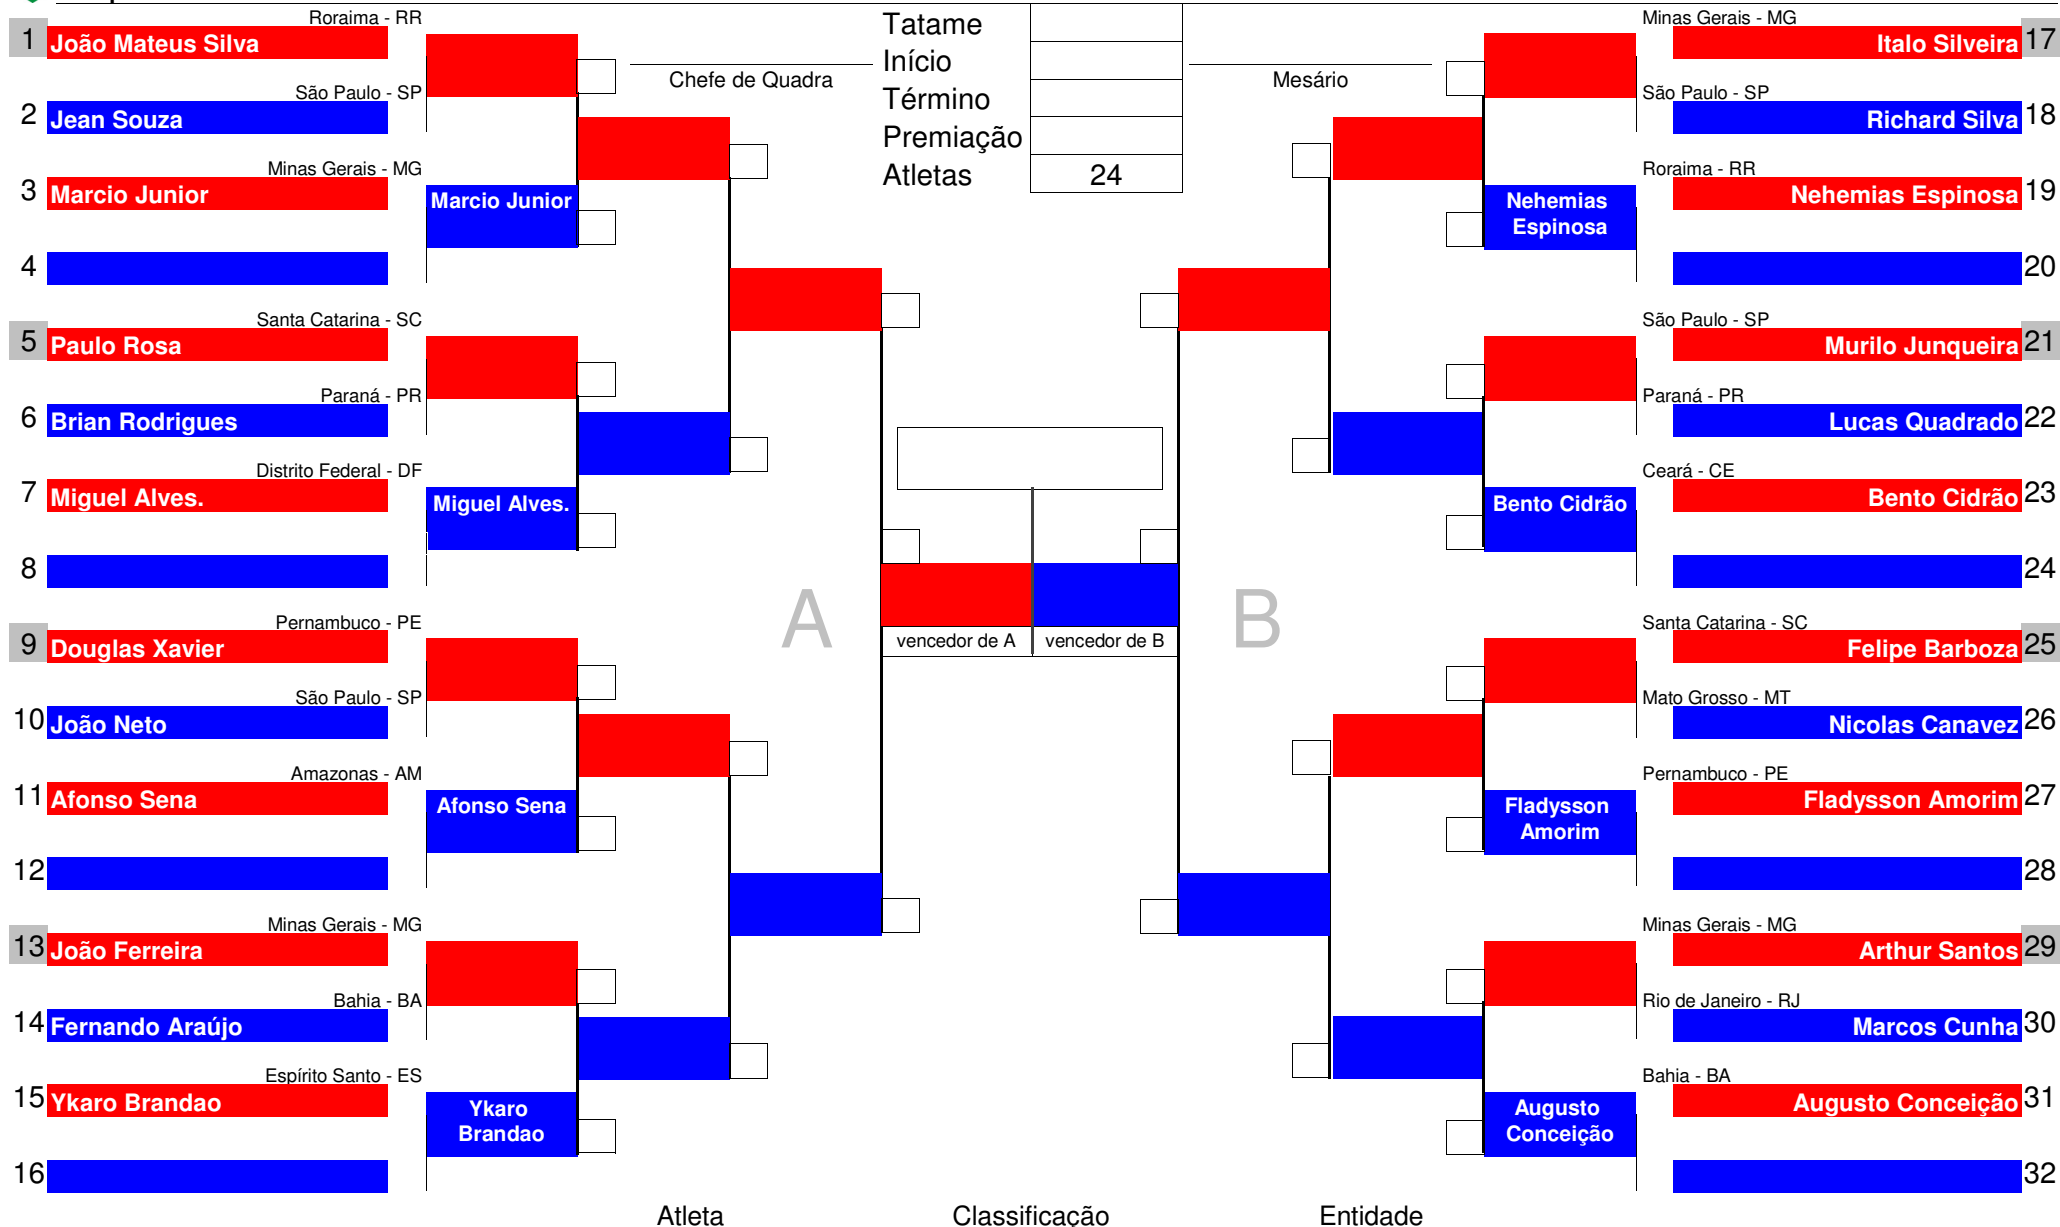 Roraima - RR
1 João Mateus Silva
São Paulo - SP
2 Jean Souza
Minas Gerais - MG
3 Marcio Junior
Marcio Junior
4
Santa Catarina - SC
5 Paulo Rosa
Paraná - PR
6 Brian Rodrigues
Distrito Federal - DF
7 Miguel Alves.
Miguel Alves.
8
Pernambuco - PE
9 Douglas Xavier
São Paulo - SP
10 João Neto
Amazonas - AM
11 Afonso Sena
Afonso Sena
12
Minas Gerais - MG
13 João Ferreira
Bahia - BA
14 Fernando Araújo
Espírito Santo - ES
15 Ykaro Brandao
Ykaro
Brandao
16
Chefe de Quadra
Tatame
Início
Término
Premiação
Atletas 24
Mesário
A
B
vencedor de A
vencedor de B
Minas Gerais - MG
Italo Silveira 17
São Paulo - SP
Richard Silva 18
Roraima - RR
Nehemias Espinosa 19
Nehemias
Espinosa
20
São Paulo - SP
Murilo Junqueira 21
Paraná - PR
Lucas Quadrado 22
Ceará - CE
Bento Cidrão 23
Bento Cidrão
24
Santa Catarina - SC
Felipe Barboza 25
Mato Grosso - MT
Nicolas Canavez 26
Pernambuco - PE
Fladysson Amorim 27
Fladysson
Amorim
28
Minas Gerais - MG
Arthur Santos 29
Rio de Janeiro - RJ
Marcos Cunha 30
Bahia - BA
Augusto Conceição 31
Augusto
Conceição
32
Atleta
Classificação
Entidade